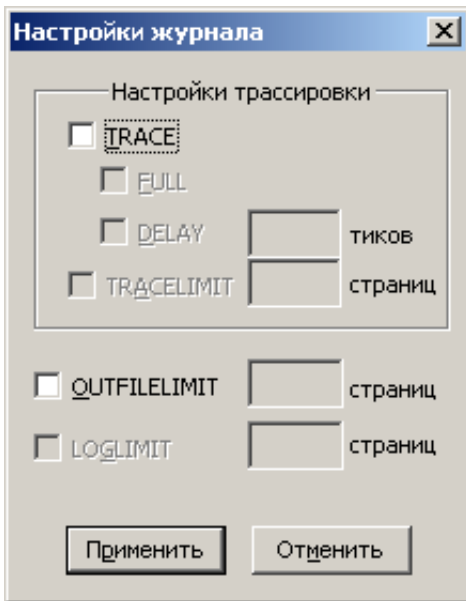 Настройки журнала
Настройки трассировки
TRACE
FULL
DELAY тиков
TRACELIMIT страниц
OUTFILELIMIT страниц
LOGLIMIT страниц
Применить Отменить